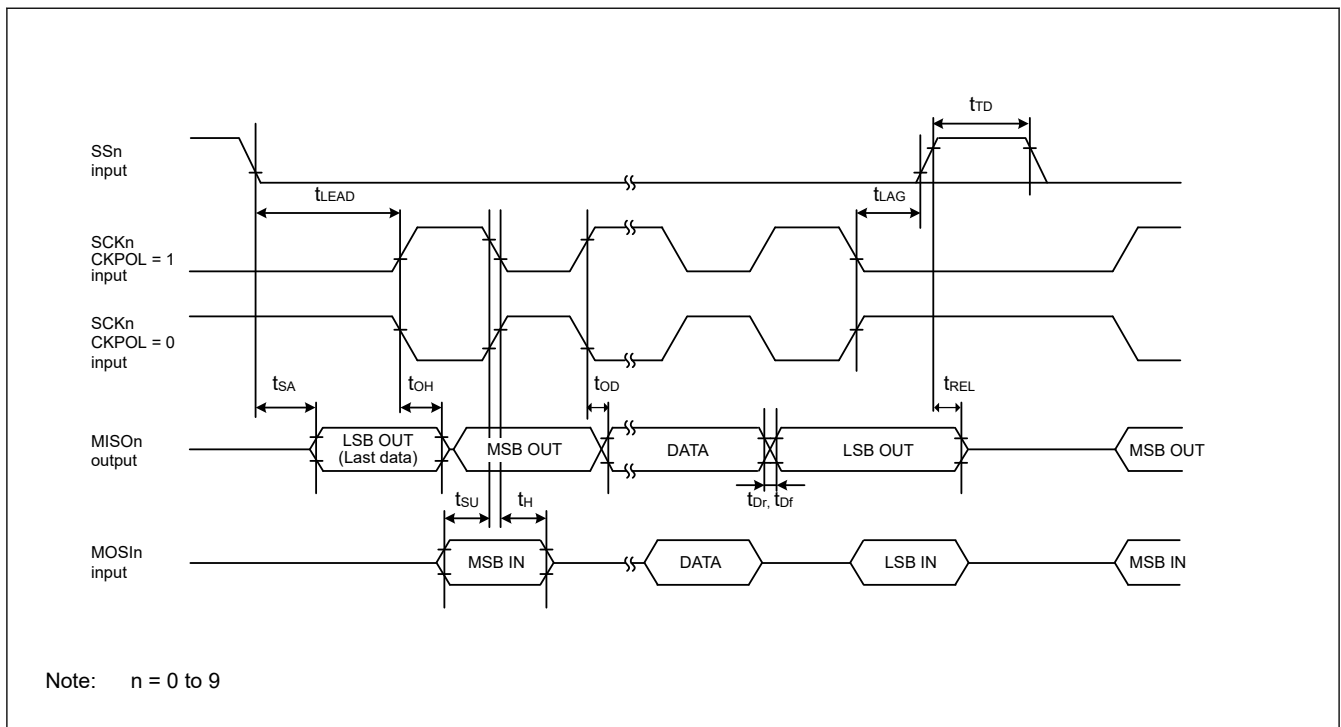 tTD
SSn
input
tLEAD
tLAG
SCKn
CKPOL = 1
input
SCKn
CKPOL = 0
input
tSA
tOH
tOD
tREL
MISOn
output
LSB OUT
(Last data)
MSB OUT
DATA
LSB OUT
MSB OUT
tSU
tH
tDr, tDf
MOSIn
input
MSB IN
DATA
LSB IN
MSB IN
Note: n = 0 to 9